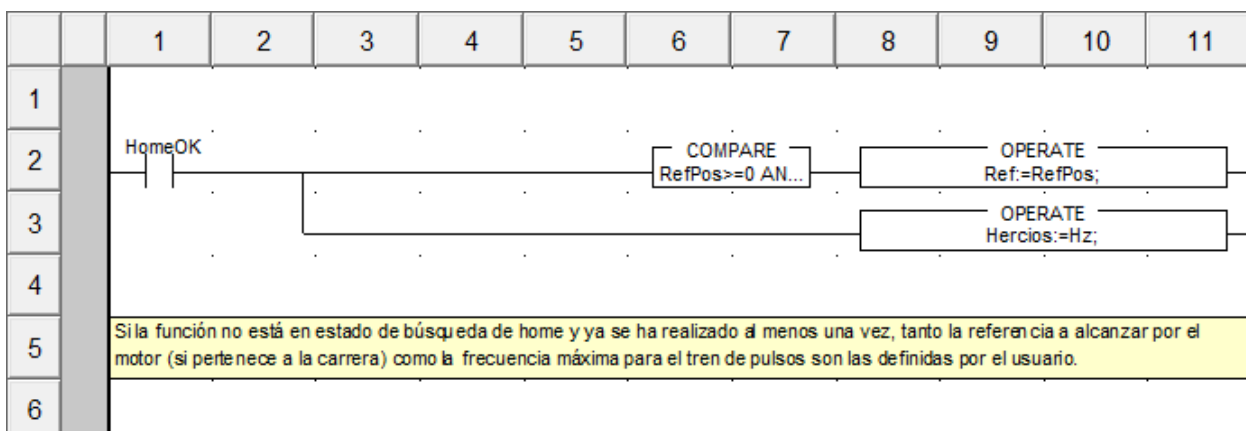 1 2 3 4 5 6 7 8 9 10 11
1
HomeOK
2
COMPARE
RefPos>=0 AN...
OPERATE
Ref:=RefPos;
3
OPERATE
Hercios:=Hz;
4
5
Si la función no está en estado de búsqueda de home y ya se ha realizado al menos una vez, tanto la referencia a alcanzar por el
motor (si pertenece a la carrera) como la frecuencia máxima para el tren de pulsos son las definidas por el usuario.
6